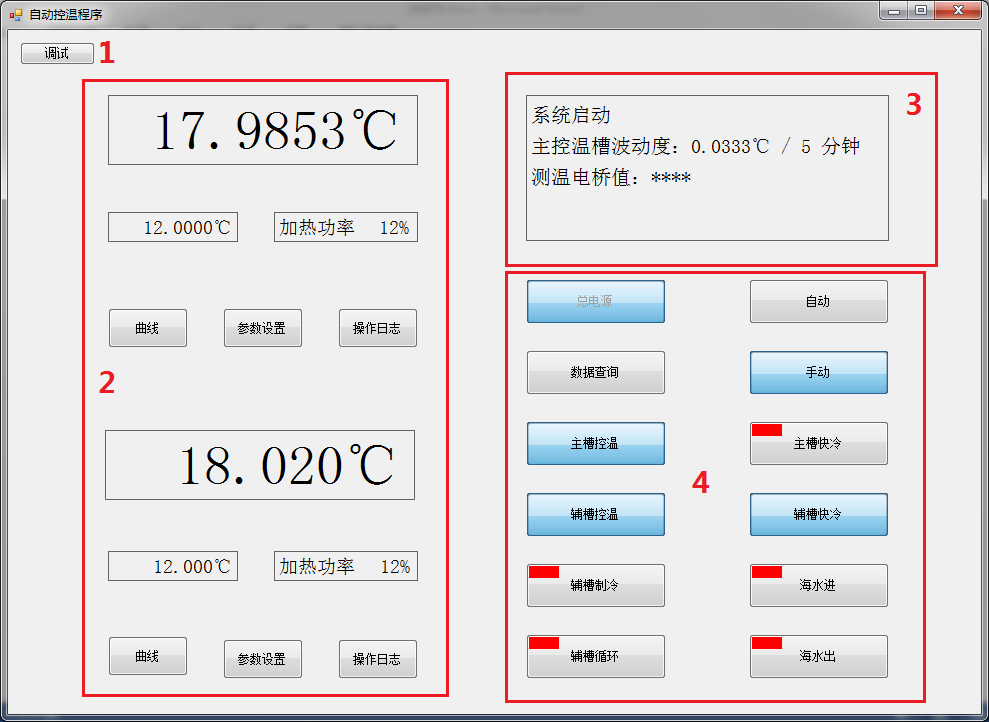 自动控温程序
调试
1
17.9853℃
12.0000℃
加热功率 12%
曲线
参数设置
操作日志
2
18.020℃
12.000℃
加热功率 12%
曲线
参数设置
操作日志
3
系统启动
主控温槽波动度: 0.0333℃ / 5 分钟
测温电桥值: ****
4
总电源
自动
数据查询
手动
主槽控温
主槽快冷
辅槽控温
辅槽快冷
辅槽制冷
海水进
辅槽循环
海水出